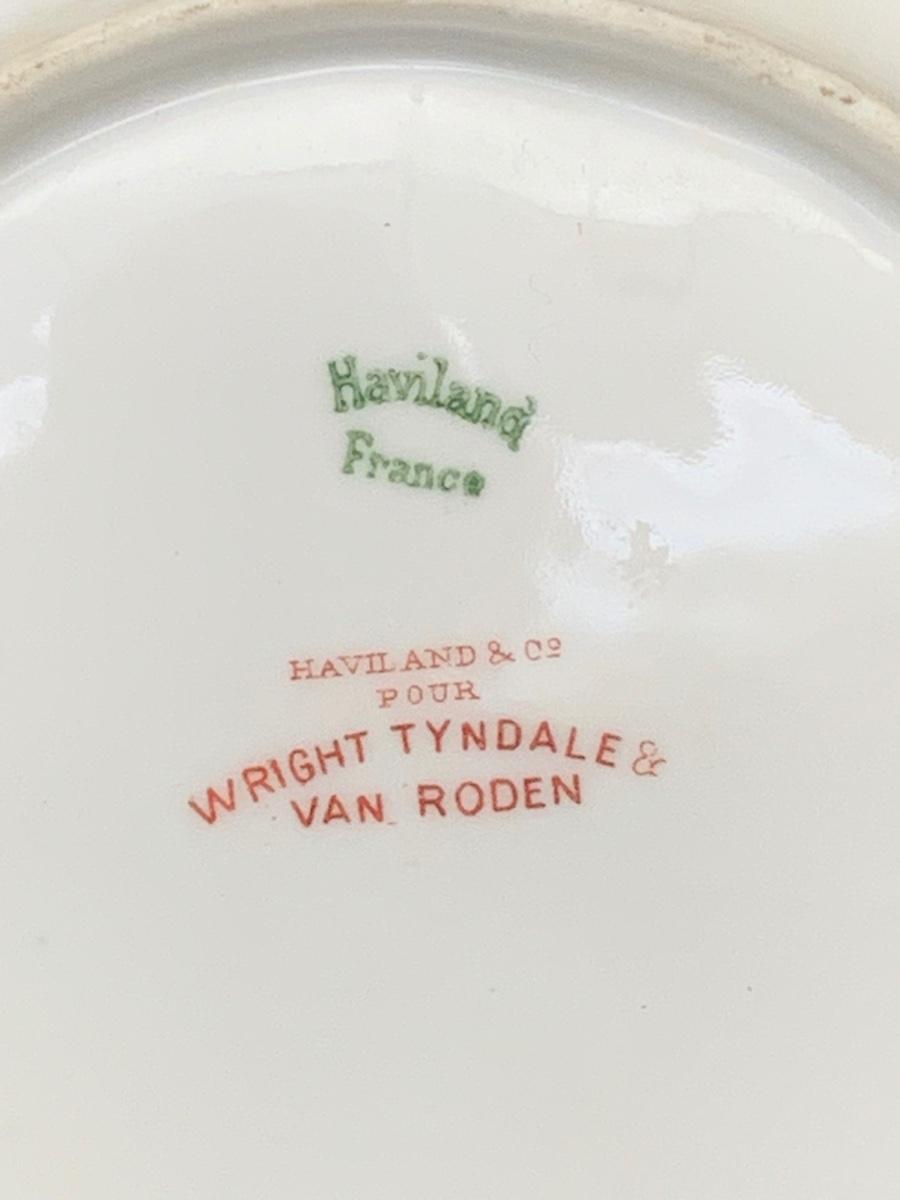 Haviland
France
HAVILAND & Cº
POUR
WRIGHT TYNDALE &
VAN RODEN